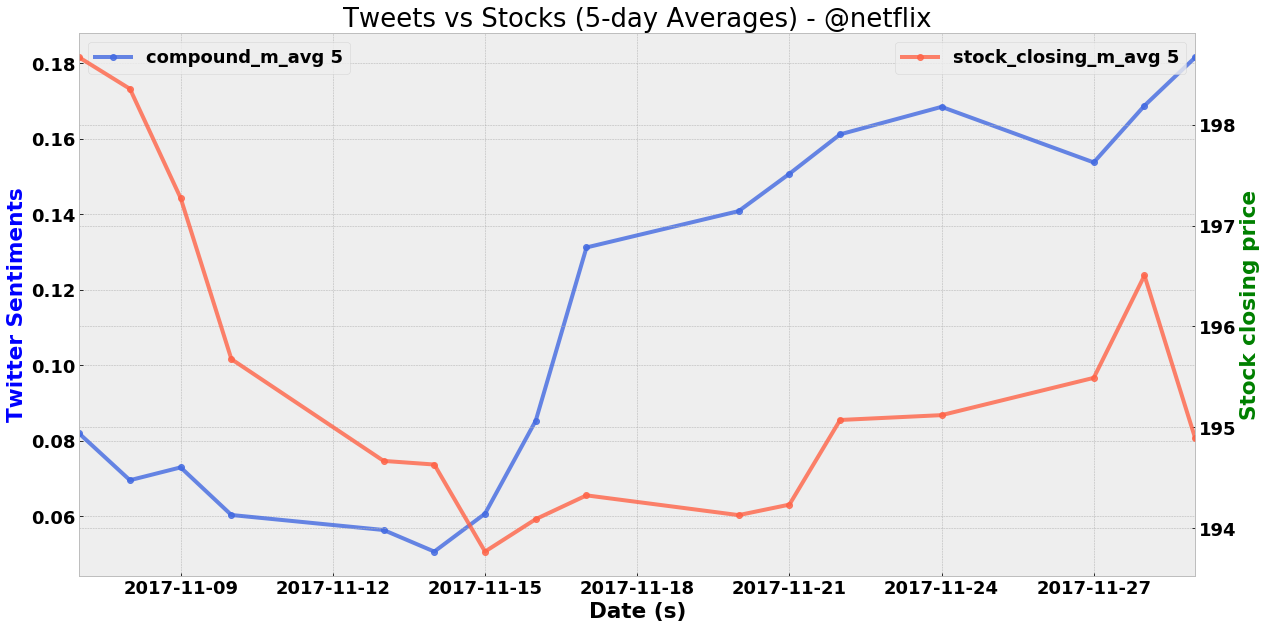 Tweets vs Stocks (5-day Averages) - @netflix
compound_m_avg 5
stock_closing_m_avg 5
Twitter Sentiments
0.18
0.16
0.14
0.12
0.10
0.08
0.06
198
197
196
195
194
Stock closing price
2017-11-09 2017-11-12 2017-11-15 2017-11-18 2017-11-21 2017-11-24 2017-11-27
Date (s)